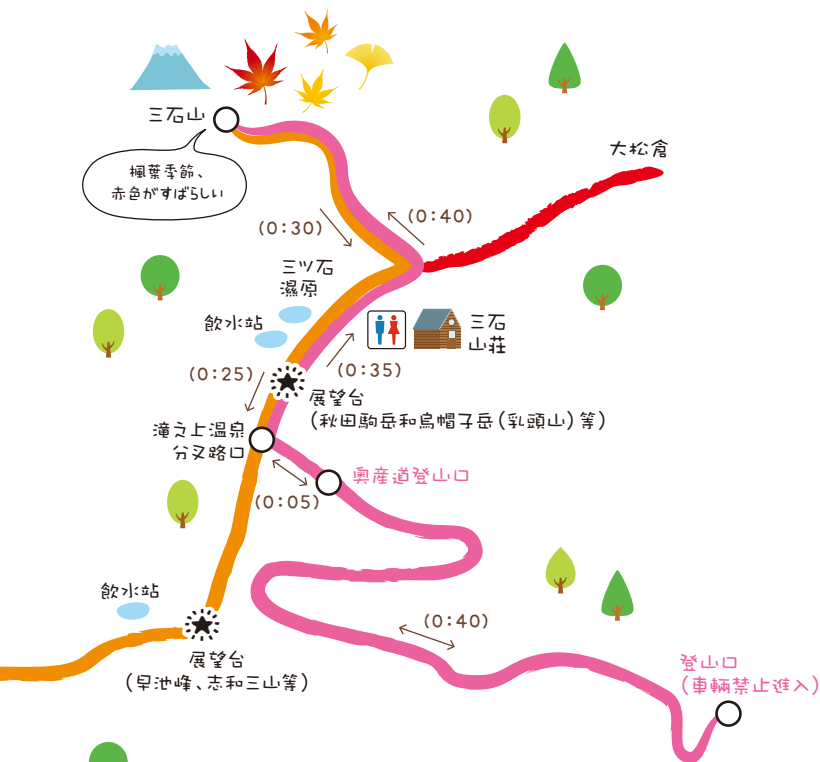 三石山
楓葉季節、
赤色がすばらしい
大松倉
(0:40)
(0:30)
三ツ石
濕原
飲水站
三石
山荘
(0:25)
(0:35)
展望台
(秋田駒岳和烏帽子岳(乳頭山)等)
滝之上温泉
分叉路口
奧産道登山口
(0:05)
飲水站
(0:40)
展望台
(早池峰、志和三山等)
登山口
(車輛禁止進入)